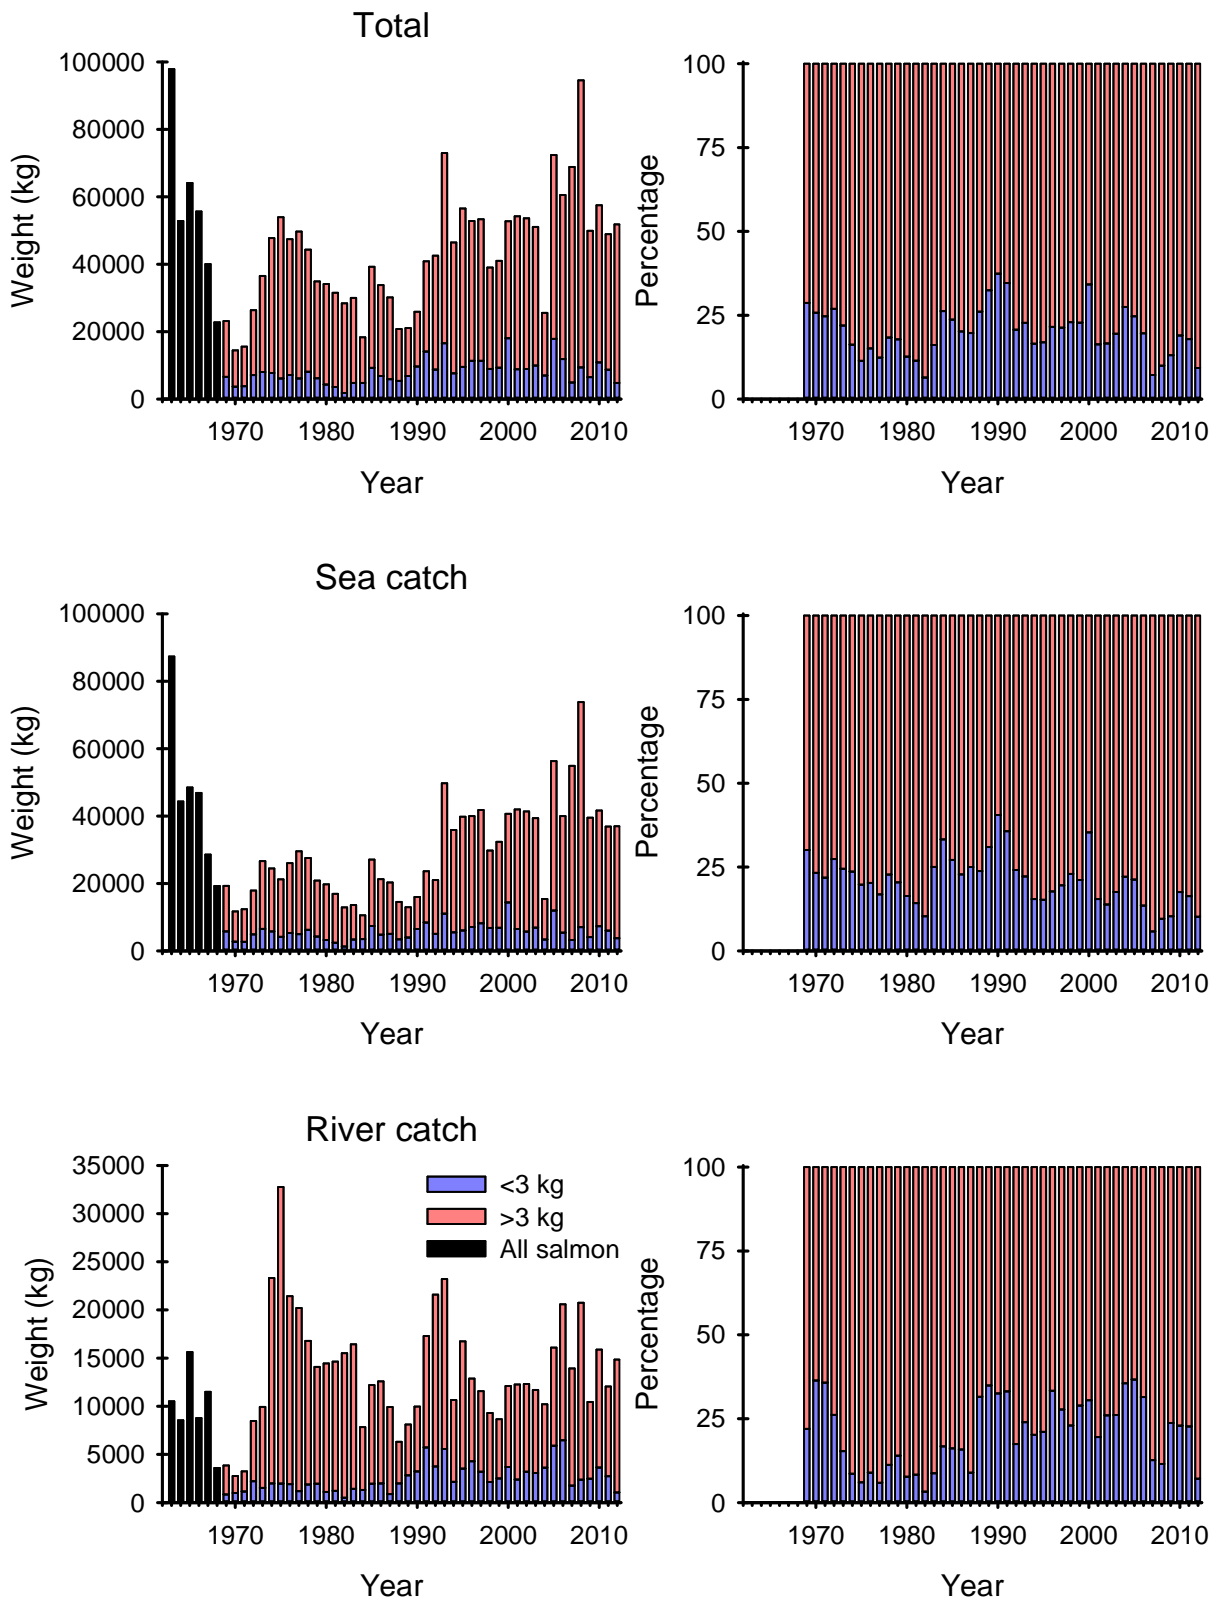 Total
100000
80000
60000
40000
20000
0
Weight (kg)
1970 1980 1990 2000 2010
Year
100
75
50
25
0
Percentage
1970 1980 1990 2000 2010
Year
Sea catch
100000
80000
60000
40000
20000
0
Weight (kg)
1970 1980 1990 2000 2010
Year
100
75
50
25
0
Percentage
1970 1980 1990 2000 2010
Year
River catch
35000
30000
25000
20000
15000
10000
5000
0
Weight (kg)
<3 kg
>3 kg
All salmon
1970 1980 1990 2000 2010
Year
100
75
50
25
0
Percentage
1970 1980 1990 2000 2010
Year